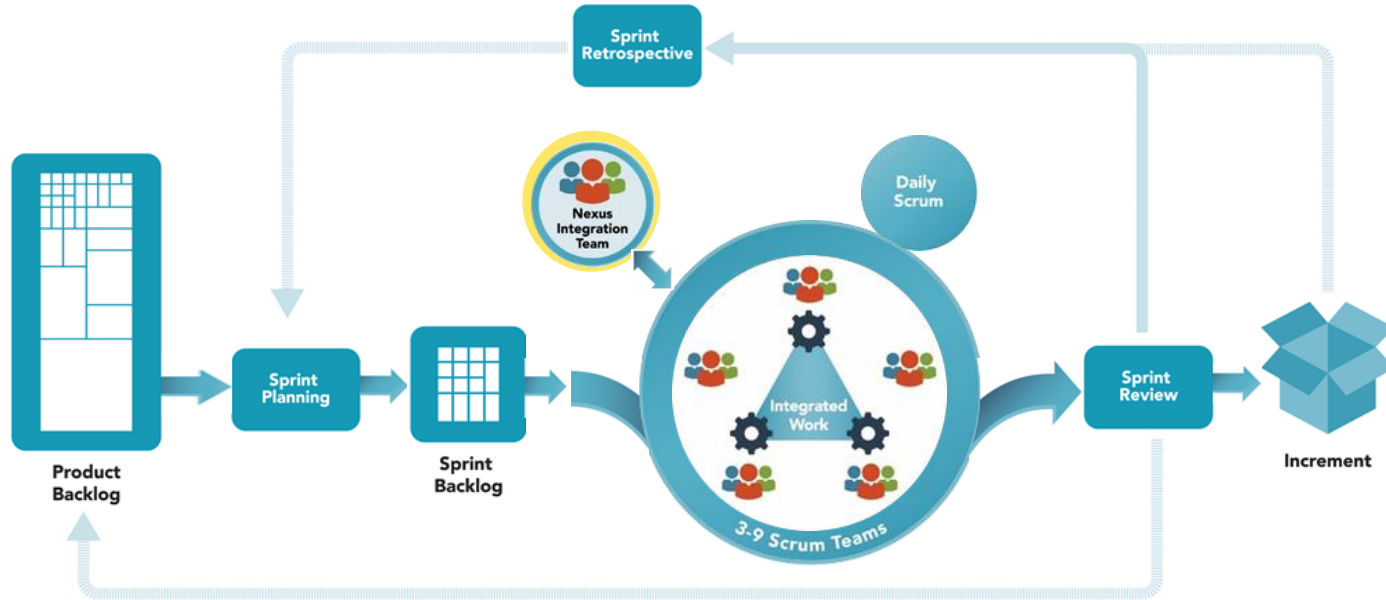 Sprint
Retrospective
Nexus
Integration
Team
Daily
Scrum
Sprint
Planning
Integrated
Work
Sprint
Review
3-9 Scrum Teams
Product
Backlog
Sprint
Backlog
Increment